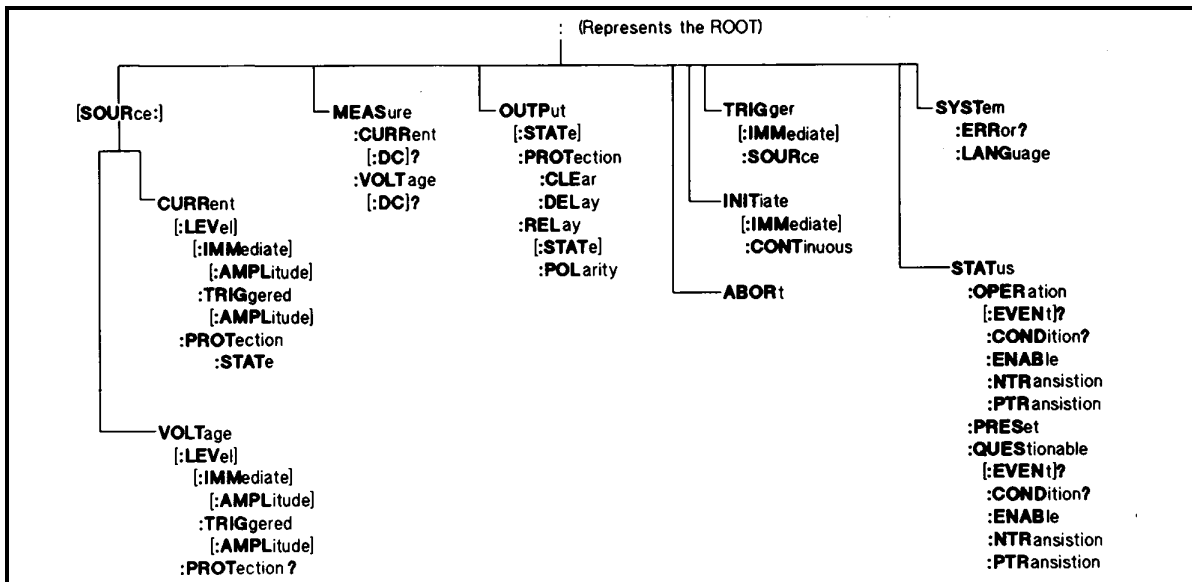 : (Represents the ROOT)
[SOURce:]
CURRent
[:LEVel]
[:IMMediate]
[:AMPLitude]
:TRIGgered
[:AMPLitude]
:PROTection
:STATe
VOLTage
[:LEVel]
[:IMMediate]
[:AMPLitude]
:TRIGgered
[:AMPLitude]
:PROTection?
MEASure
:CURRent
[:DC]?
:VOLTage
[:DC]?
OUTPut
[:STATe]
:PROTection
:CLEar
:DELay
:RELay
[:STATe]
:POLarity
TRIGger
[:IMMediate]
:SOURce
INITiate
[:IMMediate]
:CONTinuous
ABORt
SYSTem
:ERRor?
:LANGuage
STATus
:OPERation
[:EVENt]?
:CONDition?
:ENABle
:NTRansistion
:PTRansistion
:PRESet
:QUEStionable
[:EVENt]?
:CONDition?
:ENABle
:NTRansistion
:PTRansistion